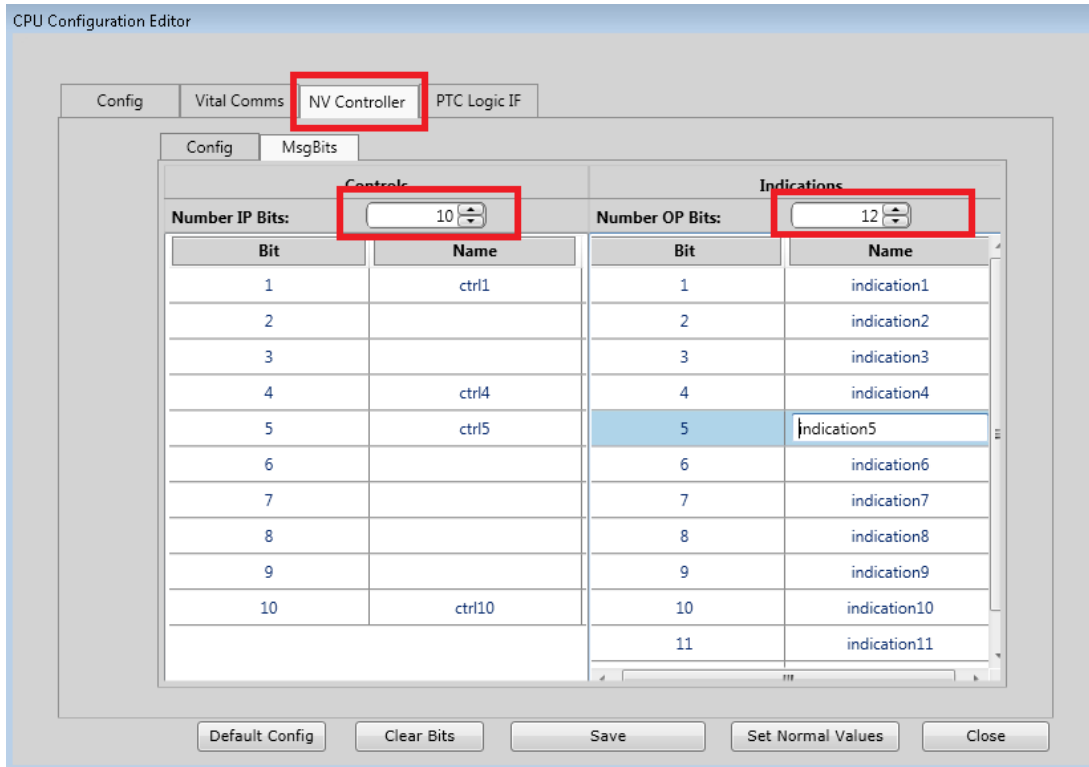 CPU Configuration Editor
Config Vital Comms NV Controller PTC Logic IF
Config MsgBits
Controls Indications
Number IP Bits: 10 Number OP Bits: 12
Bit Name Bit Name
1 ctrl1 1 indication1
2 2 indication2
3 3 indication3
4 ctrl4 4 indication4
5 ctrl5 5 indication5
6 6 indication6
7 7 indication7
8 8 indication8
9 9 indication9
10 ctrl10 10 indication10
11 indication11
Default Config Clear Bits Save Set Normal Values Close